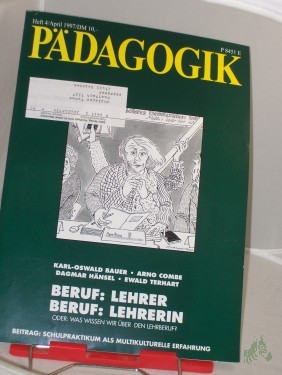 Heft 4/April 1997/DM 10,-
P 8451 E
PÄDAGOGIK
KARL-OSWALD BAUER · ARNO COMBE
DAGMAR HÄNSEL · EWALD TERHART
BERUF: LEHRER
BERUF: LEHRERIN
ODER: WAS WISSEN WIR ÜBER DEN LEHRBERUF?
BEITRAG: SCHULPRAKTIKUM ALS MULTIKULTURELLE ERFAHRUNG